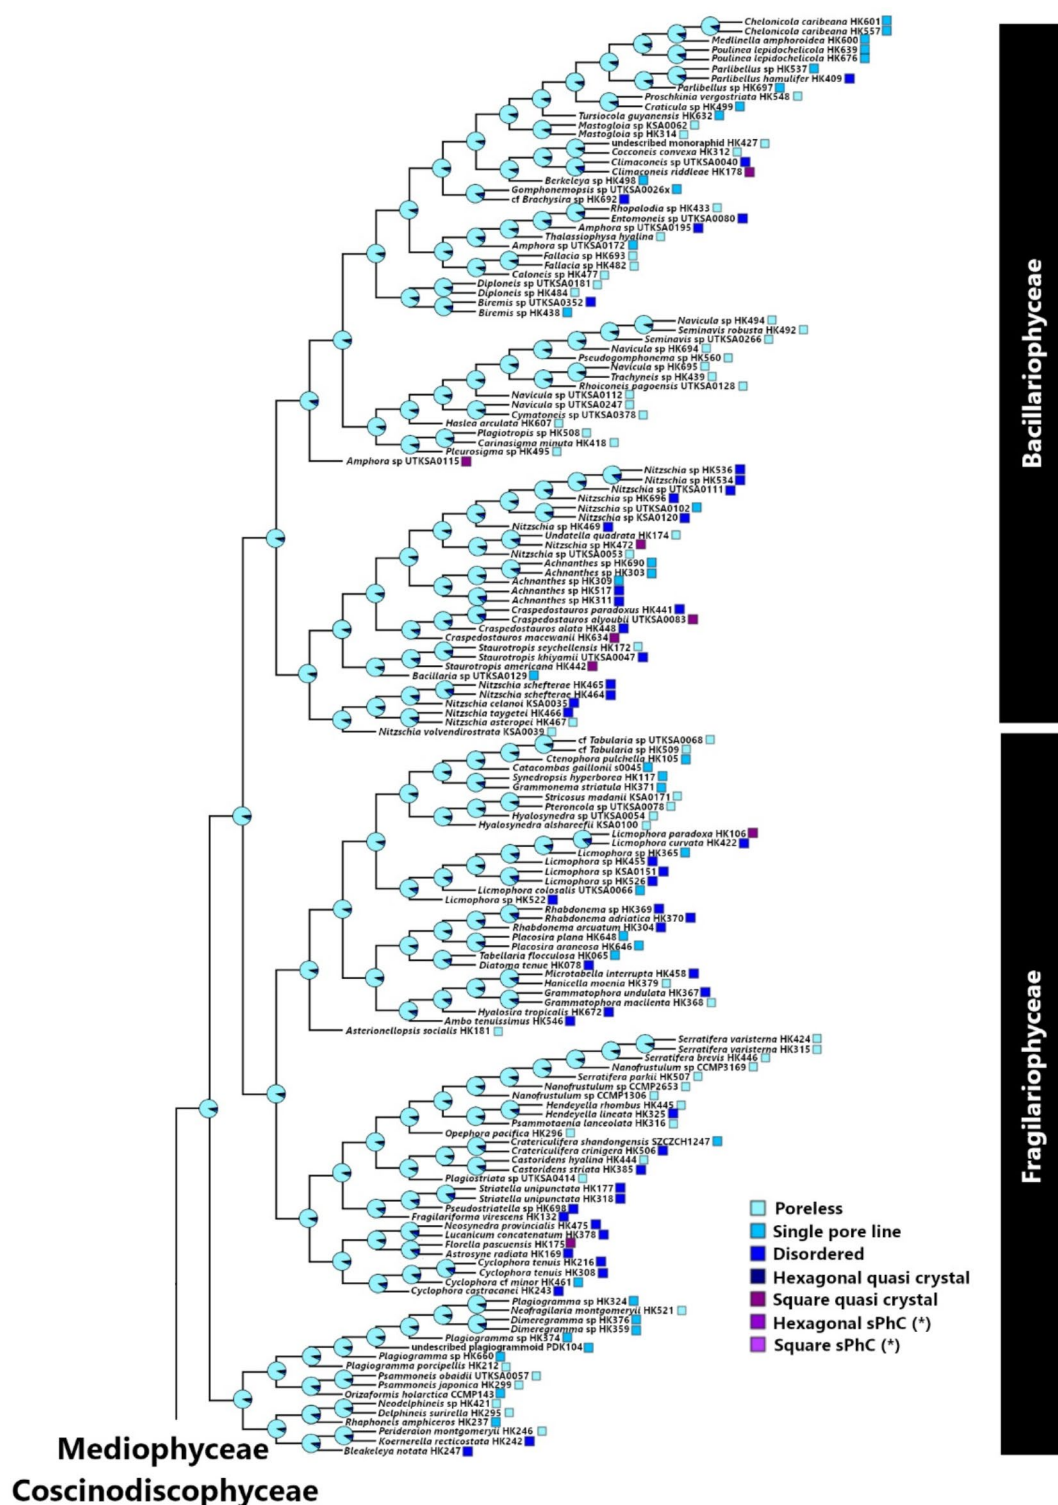 Chelonicola caribeana HK601
Chelonicola caribeana HK557
Medlinella amphoroidea HK600
Poulinea lepidochelicola HK639
Poulinea lepidochelicola HK676
Parlibellus sp HK537
Parlibellus hamulifer HK409
Parlibellus sp HK697
Proschkinia vergostriata HK548
Craticula sp HK499
Tursiocola guyanensis HK632
Mastogloia sp KSA0062
Mastogloia sp HK314
undescribed monoraphid HK427
Cocconeis convexa HK312
Climaconeis sp UTKSA0040
Climaconeis riddleae HK178
Berkeleya sp HK498
Gomphonemopsis sp UTKSA0026x
cf Brachysira sp HK692
Rhopalodia sp HK433
Entomoneis sp UTKSA0080
Amphora sp UTKSA0195
Thalassiophysa hyalina
Amphora sp UTKSA0172
Fallacia sp HK693
Fallacia sp HK482
Caloneis sp HK477
Diploneis sp UTKSA0181
Diploneis sp HK484
Biremis sp UTKSA0352
Biremis sp HK438
Navicula sp HK494
Seminavis robusta HK492
Seminavis sp UTKSA0266
Navicula sp HK694
Pseudogomphonema sp HK560
Navicula sp HK695
Trachyneis sp HK439
Rhoiconeis pagoensis UTKSA0128
Navicula sp UTKSA0112
Navicula sp UTKSA0247
Cymatoneis sp UTKSA0378
Haslea arculata HK607
Plagiotropis sp HK508
Carinasigma minuta HK418
Pleurosigma sp HK495
Amphora sp UTKSA0115
Nitzschia sp HK536
Nitzschia sp HK534
Nitzschia sp UTKSA0111
Nitzschia sp HK696
Nitzschia sp UTKSA0102
Nitzschia sp KSA0120
Nitzschia sp HK469
Undatella quadrata HK174
Nitzschia sp HK472
Nitzschia sp UTKSA0053
Achnanthes sp HK690
Achnanthes sp HK303
Achnanthes sp HK309
Achnanthes sp HK517
Achnanthes sp HK311
Craspedostauros paradoxus HK441
Craspedostauros alyoubii UTKSA0083
Craspedostauros alata HK448
Craspedostauros macewanii HK634
Staurotropis seychellensis HK172
Staurotropis khiyamii UTKSA0047
Staurotropis americana HK442
Bacillaria sp UTKSA0129
Nitzschia schefterae HK465
Nitzschia schefterae HK464
Nitzschia celanoi KSA0035
Nitzschia taygetei HK466
Nitzschia asteropei HK467
Nitzschia volvendirostrata KSA0039
cf Tabularia sp UTKSA0068
cf Tabularia sp HK509
Ctenophora pulchella HK105
Catacombas gaillonii s0045
Synedropsis hyperborea HK117
Grammonema striatula HK371
Stricosus madanii KSA0171
Pteroncola sp UTKSA0078
Hyalosynedra sp UTKSA0054
Hyalosynedra alshareefii KSA0100
Licmophora paradoxa HK106
Licmophora curvata HK422
Licmophora sp HK365
Licmophora sp HK455
Licmophora sp KSA0151
Licmophora sp HK526
Licmophora colosalis UTKSA0066
Licmophora sp HK522
Rhabdonema sp HK369
Rhabdonema adriatica HK370
Rhabdonema arcuatum HK304
Placosira plana HK648
Placosira araneosa HK646
Tabellaria flocculosa HK065
Diatoma tenue HK078
Microtabella interrupta HK458
Hanicella moenia HK379
Grammatophora undulata HK367
Grammatophora macilenta HK368
Hyalosira tropicalis HK672
Ambo tenuissimus HK546
Asterionellopsis socialis HK181
Serratifera varisterna HK424
Serratifera varisterna HK315
Serratifera brevis HK446
Nanofrustulum sp CCMP3169
Serratifera parkii HK507
Nanofrustulum sp CCMP2653
Nanofrustulum sp CCMP1306
Hendeyella rhombus HK445
Hendeyella lineata HK325
Psammotaenia lanceolata HK316
Opephora pacifica HK296
Cratericulifera shandongensis SZCZCH1247
Cratericulifera crinigera HK506
Castoridens hyalina HK444
Castoridens striata HK385
Plagiostriata sp UTKSA0414
Striatella unipunctata HK177
Striatella unipunctata HK318
Pseudostriatella sp HK698
Fragilariforma virescens HK132
Neosynedra provincialis HK475
Lucanicum concatenatum HK378
Florella pascuensis HK175
Astrosyne radiata HK169
Cyclophora tenuis HK216
Cyclophora tenuis HK308
Cyclophora cf minor HK461
Cyclophora castracanei HK243
Plagiogramma sp HK324
Neofragilaria montgomeryii HK521
Dimeregramma sp HK376
Dimeregramma sp HK359
Plagiogramma sp HK374
undescribed plagiogrammoid PDK104
Plagiogramma sp HK660
Plagiogramma porcipellis HK212
Psammoneis obaidii UTKSA0057
Psammoneis japonica HK299
Orizaformis holarctica CCMP143
Neodelphineis sp HK421
Delphineis surirella HK295
Rhaphoneis amphiceros HK237
Perideraion montgomeryii HK246
Koernerella recticostata HK242
Bleakeleya notata HK247
Mediophyceae
Coscinodiscophyceae
Poreless
Single pore line
Disordered
Hexagonal quasi crystal
Square quasi crystal
Hexagonal sPhC (*)
Square sPhC (*)
Bacillariophyceae
Fragilariophyceae